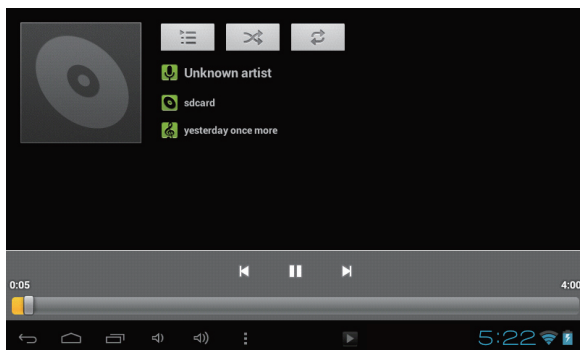 Unknown artist
sdcard
yesterday once more
0:05
4:00
5:22